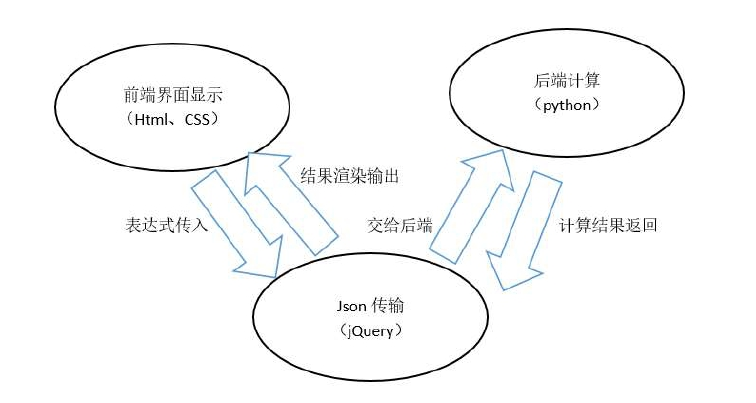 前端界面显示
（Html、CSS）
后端计算
（python）
结果渲染输出
表达式传入
交给后端
计算结果返回
Json 传输
（jQuery）